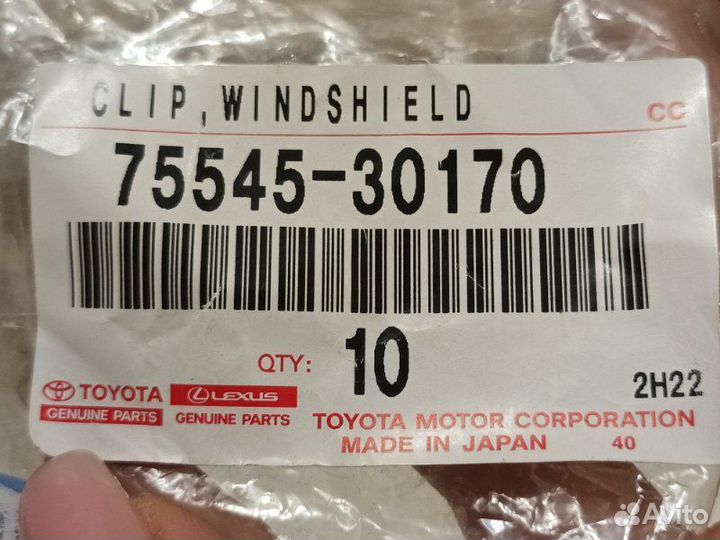 CLIP, WINDSHIELD CC
75545-30170
QTY: 10
2H22
TOYOTA
GENUINE PARTS
LEXUS
GENUINE PARTS
TOYOTA MOTOR CORPORATION
MADE IN JAPAN 40
Avito